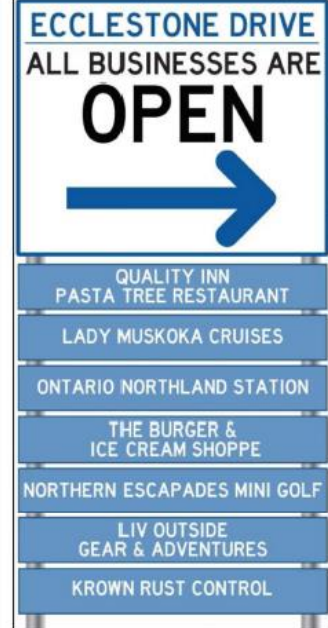 ECCLESTONE DRIVE
ALL BUSINESSES ARE
OPEN
QUALITY INN
PASTA TREE RESTAURANT
LADY MUSKOKA CRUISES
ONTARIO NORTHLAND STATION
THE BURGER &
ICE CREAM SHOPPE
NORTHERN ESCAPADES MINI GOLF
LIV OUTSIDE
GEAR & ADVENTURES
KROWN RUST CONTROL